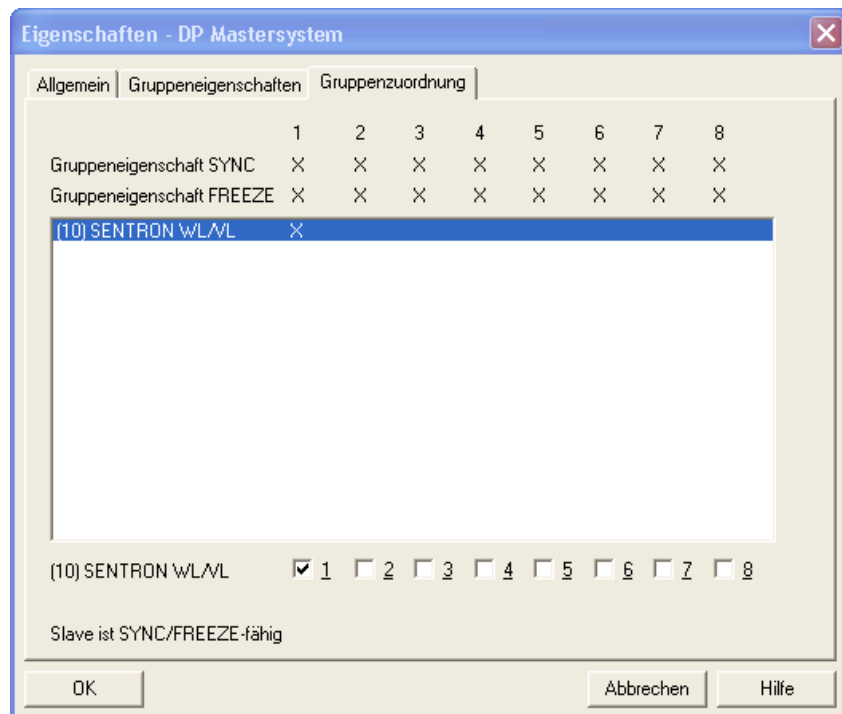 Eigenschaften - DP Mastersystem
Allgemein Gruppeneigenschaften Gruppenzuordnung
1 2 3 4 5 6 7 8
Gruppeneigenschaft SYNC X X X X X X X X
Gruppeneigenschaft FREEZE X X X X X X X X
(10) SENTRON WL/VL X
(10) SENTRON WL/VL 1 2 3 4 5 6 7 8
Slave ist SYNC/FREEZE-fähig
OK Abbrechen Hilfe